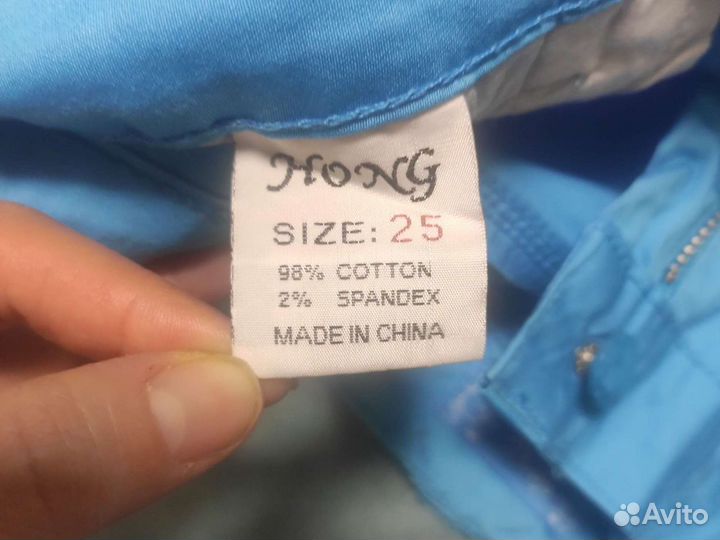 HONG
SIZE: 25
98% COTTON
2% SPANDEX
MADE IN CHINA
Avito